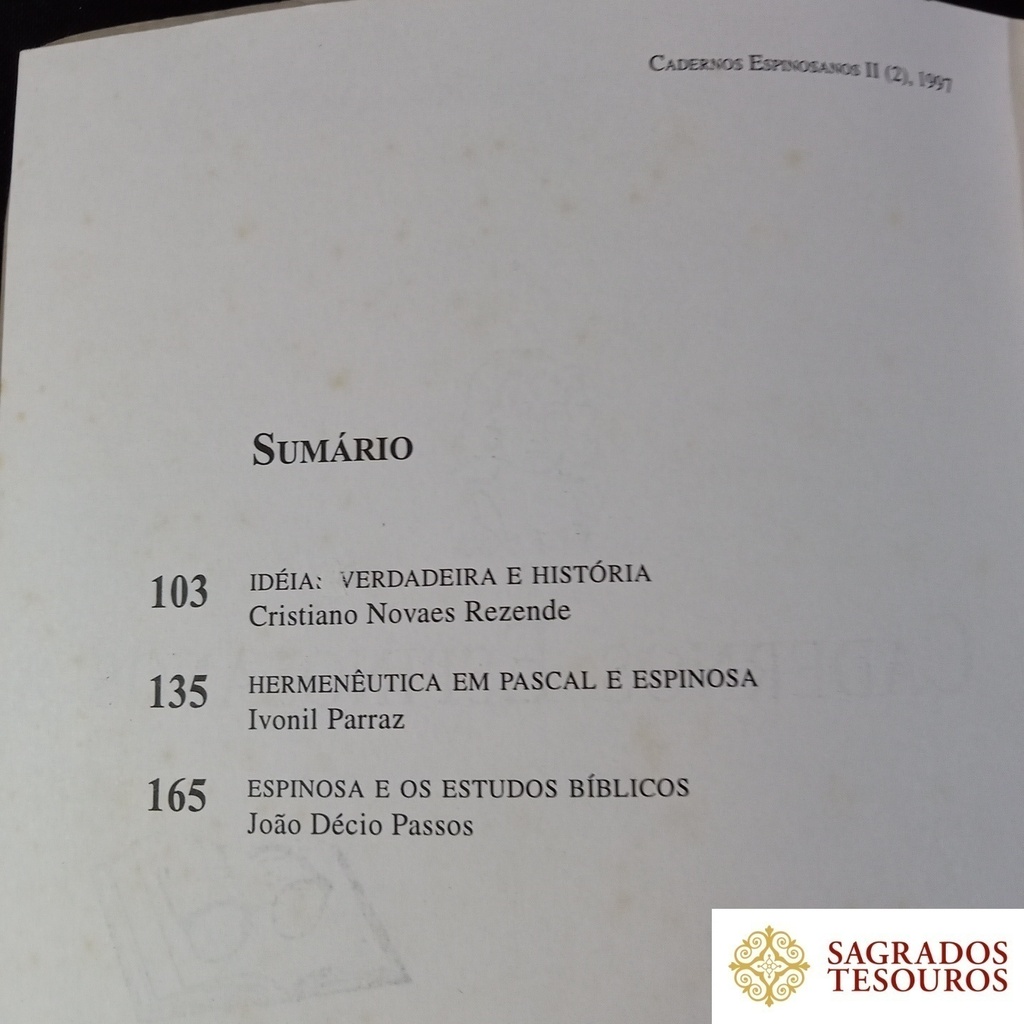 CADERNOS ESPINOSANOS II (2), 1997
SUMÁRIO
103
IDÉIA: VERDADEIRA E HISTÓRIA
Cristiano Novaes Rezende
135
HERMENÊUTICA EM PASCAL E ESPINOSA
Ivonil Parraz
165
ESPINOSA E OS ESTUDOS BÍBLICOS
João Décio Passos
SAGRADOS
TESOUROS